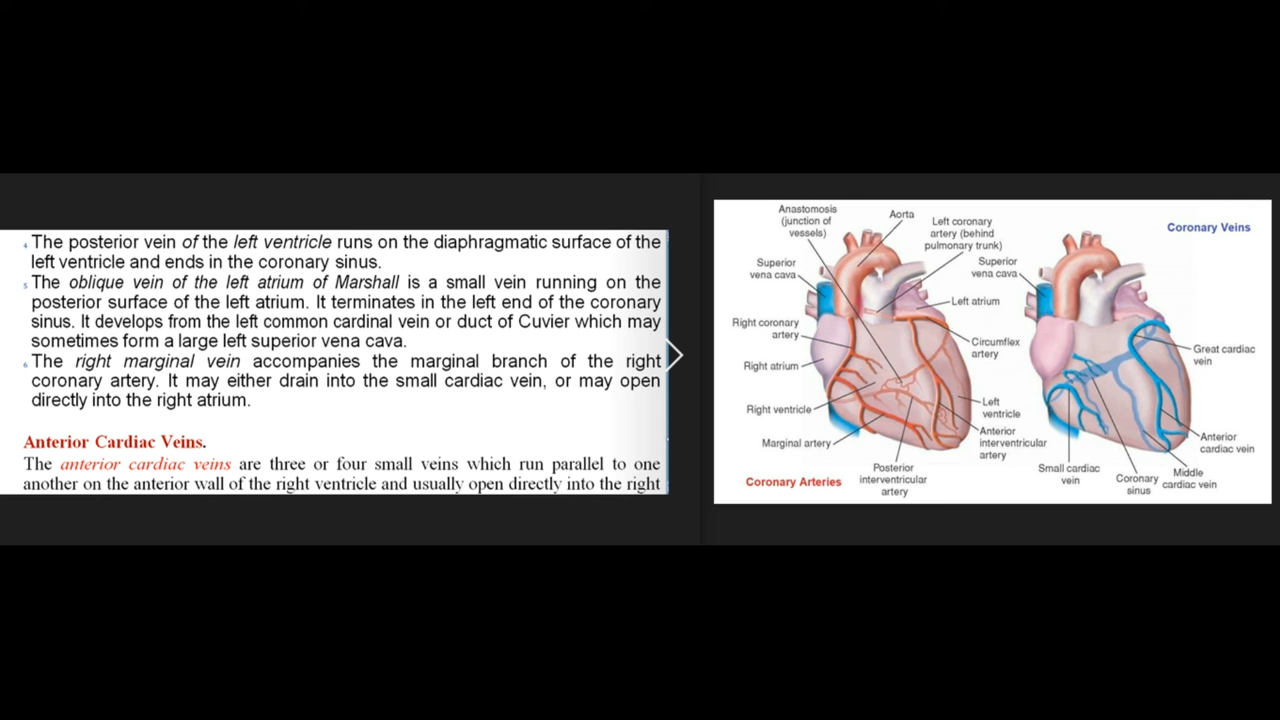 4 The posterior vein of the left ventricle runs on the diaphragmatic surface of the
left ventricle and ends in the coronary sinus.
5 The oblique vein of the left atrium of Marshall is a small vein running on the
posterior surface of the left atrium. It terminates in the left end of the coronary
sinus. It develops from the left common cardinal vein or duct of Cuvier which may
sometimes form a large left superior vena cava.
6 The right marginal vein accompanies the marginal branch of the right
coronary artery. It may either drain into the small cardiac vein, or may open
directly into the right atrium.
Anterior Cardiac Veins.
The anterior cardiac veins are three or four small veins which run parallel to one
another on the anterior wall of the right ventricle and usually open directly into the right
Anastomosis
(junction of
vessels)
Aorta
Left coronary
artery (behind
pulmonary trunk)
Superior
vena cava
Left atrium
Right coronary
artery
Circumflex
artery
Right atrium
Right ventricle
Left
ventricle
Marginal artery
Anterior
interventricular
artery
Posterior
interventricular
artery
Coronary Arteries
Coronary Veins
Superior
vena cava
Great cardiac
vein
Anterior
cardiac vein
Small cardiac
vein
Coronary
sinus
Middle
cardiac vein